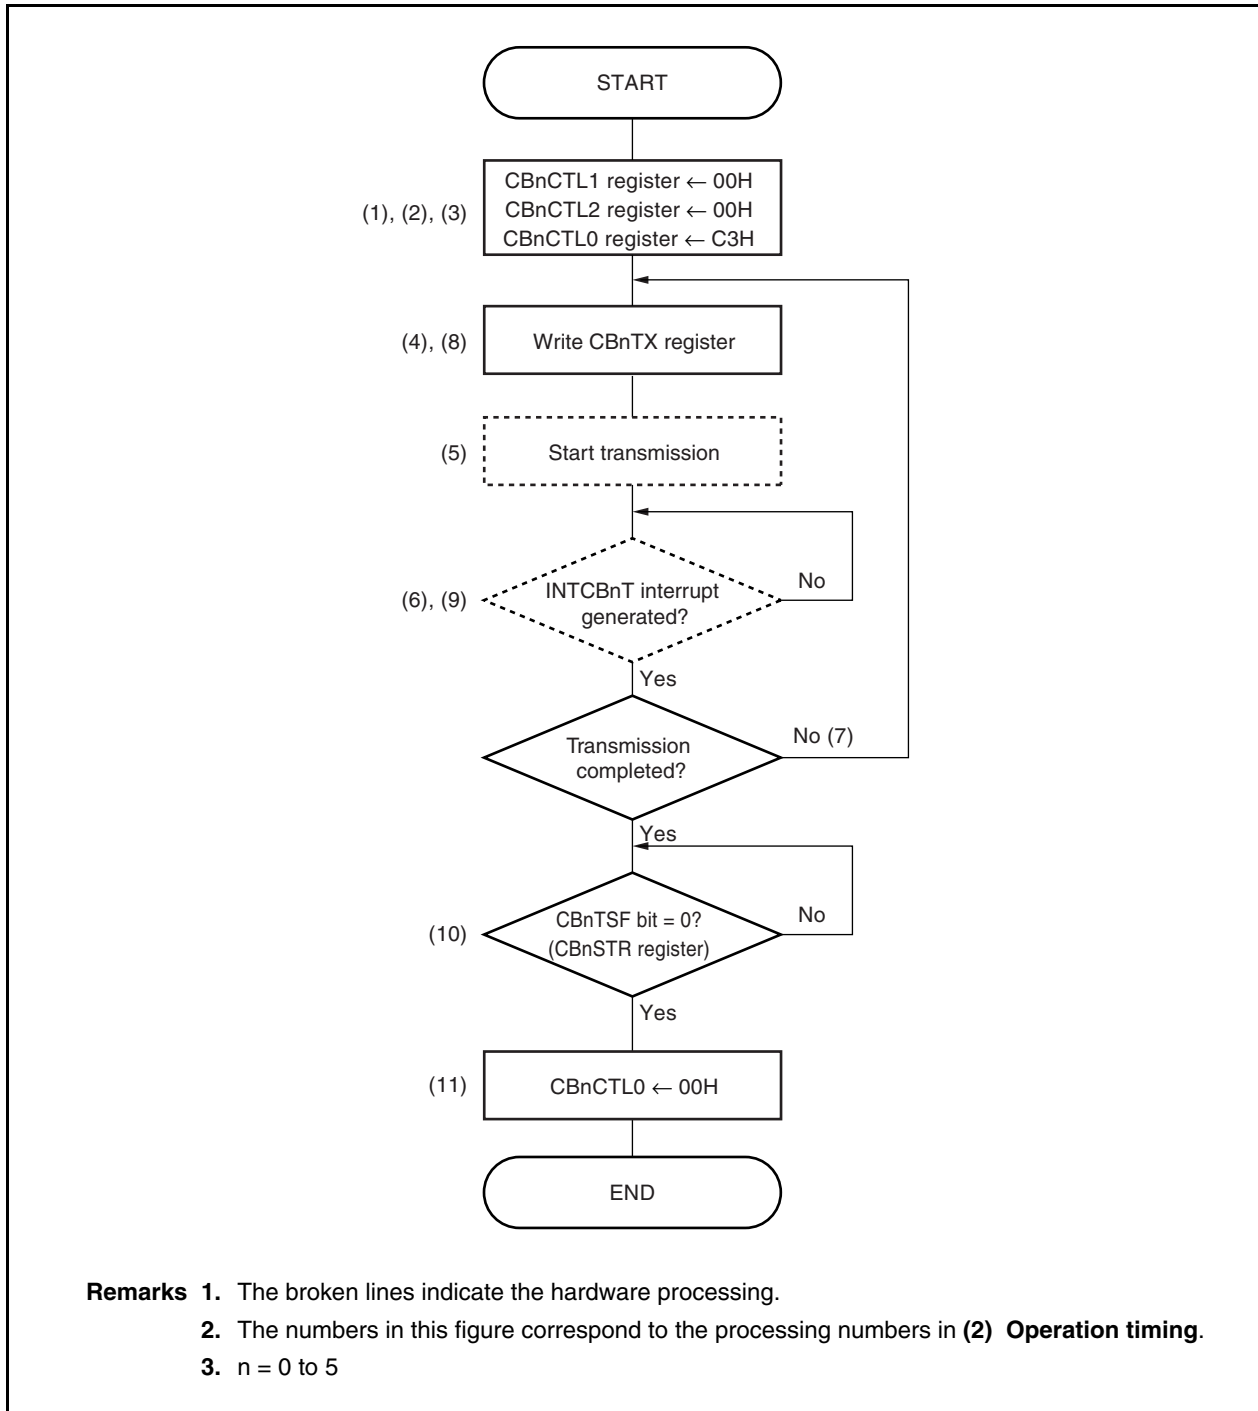 START
CBnCTL1 register ← 00H
(1), (2), (3)
CBnCTL2 register ← 00H
CBnCTL0 register ← C3H
(4), (8)
Write CBnTX register
(5)
Start transmission
(6), (9)
INTCBnT interrupt
generated?
No
Yes
Transmission
completed?
No (7)
Yes
(10)
CBnTSF bit = 0?
(CBnSTR register)
No
Yes
(11)
CBnCTL0 ← 00H
END
Remarks 1. The broken lines indicate the hardware processing.
2. The numbers in this figure correspond to the processing numbers in (2) Operation timing.
3. n = 0 to 5